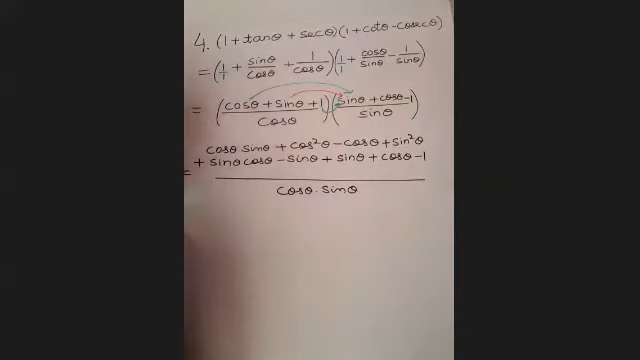 4. (1 + tanθ + secθ)(1 + cotθ - cosecθ)
= (1/1 + sinθ/cosθ + 1/cosθ)(1/1 + cosθ/sinθ - 1/sinθ)
= (cosθ + sinθ + 1 / cosθ)(sinθ + cosθ - 1 / sinθ)
cosθ sinθ + cos²θ - cosθ + sin²θ
+ sinθ cosθ - sinθ + sinθ + cosθ - 1
=
cosθ . sinθ